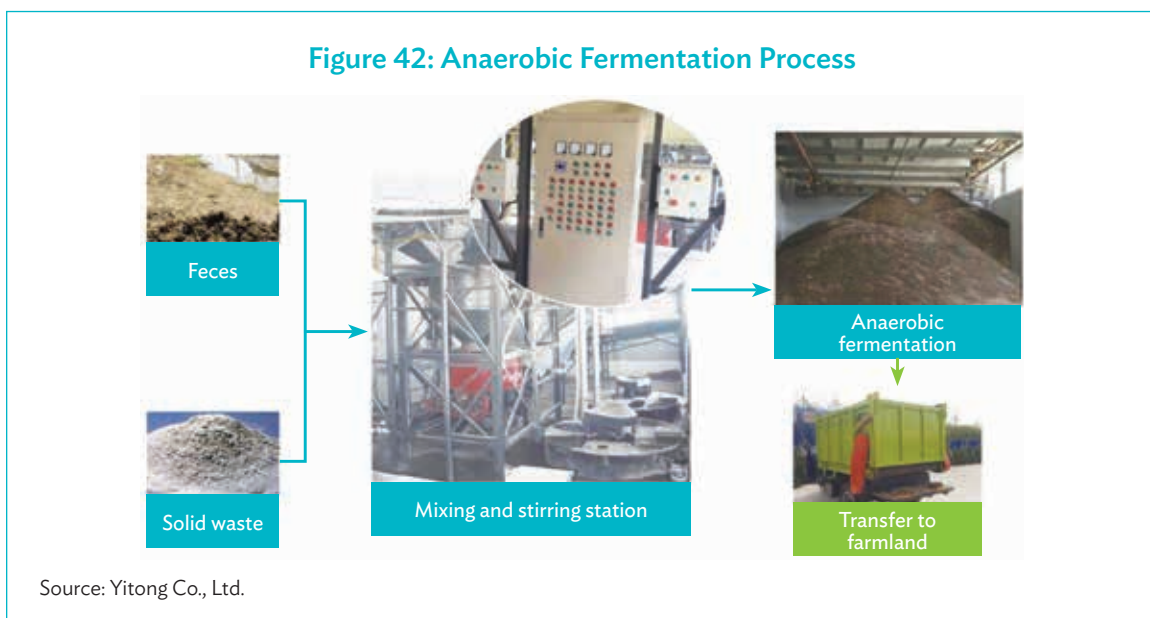 Figure 42: Anaerobic Fermentation Process
Feces
Solid waste
Mixing and stirring station
Anaerobic
fermentation
Transfer to
farmland
Source: Yitong Co., Ltd.